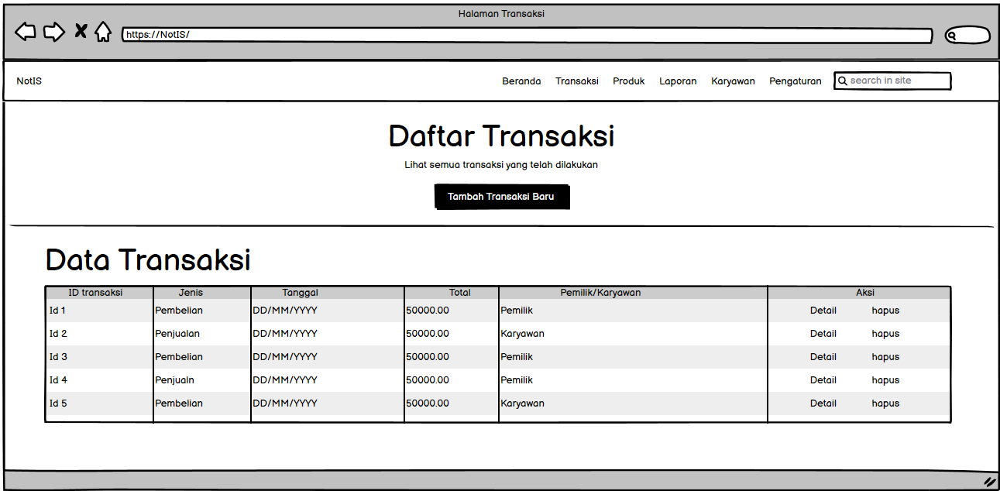 Halaman Transaksi
https://NotIS/
NotIS Beranda Transaksi Produk Laporan Karyawan Pengaturan search in site
Daftar Transaksi
Lihat semua transaksi yang telah dilakukan
Tambah Transaksi Baru
Data Transaksi
ID transaksi Jenis Tanggal Total Pemilik/Karyawan Aksi
Id 1 Pembelian DD/MM/YYYY 50000.00 Pemilik Detail hapus
Id 2 Penjualan DD/MM/YYYY 50000.00 Karyawan Detail hapus
Id 3 Pembelian DD/MM/YYYY 50000.00 Pemilik Detail hapus
Id 4 Penjualn DD/MM/YYYY 50000.00 Pemilik Detail hapus
Id 5 Pembelian DD/MM/YYYY 50000.00 Karyawan Detail hapus